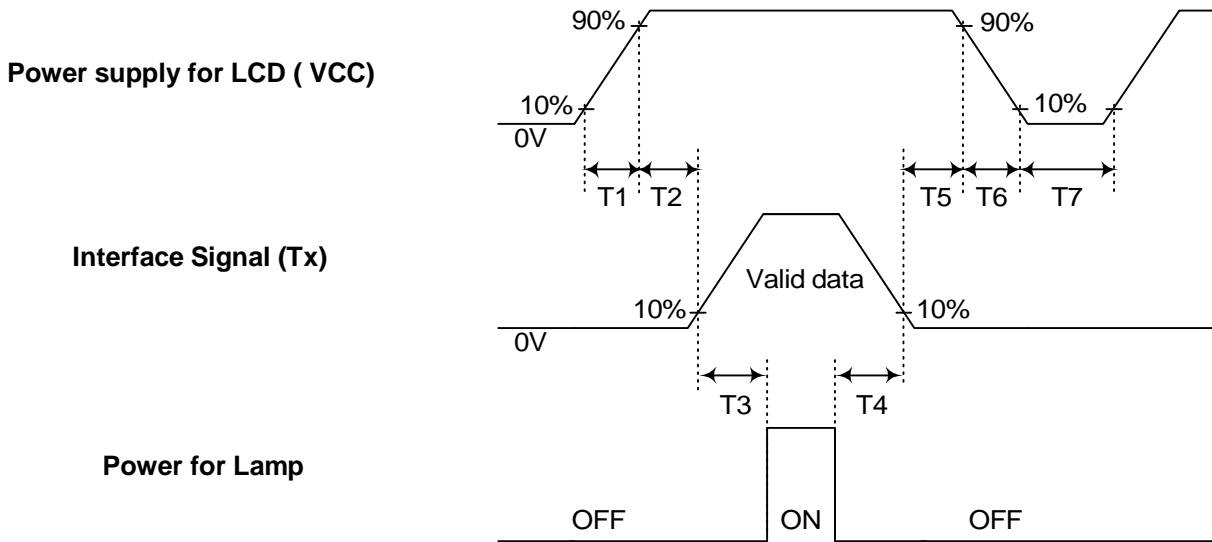 90%
90%
Power supply for LCD ( VCC)
10%
10%
0V
T1
T2
T5
T6
T7
Interface Signal (Tx)
Valid data
10%
10%
0V
T3
T4
Power for Lamp
OFF
ON
OFF